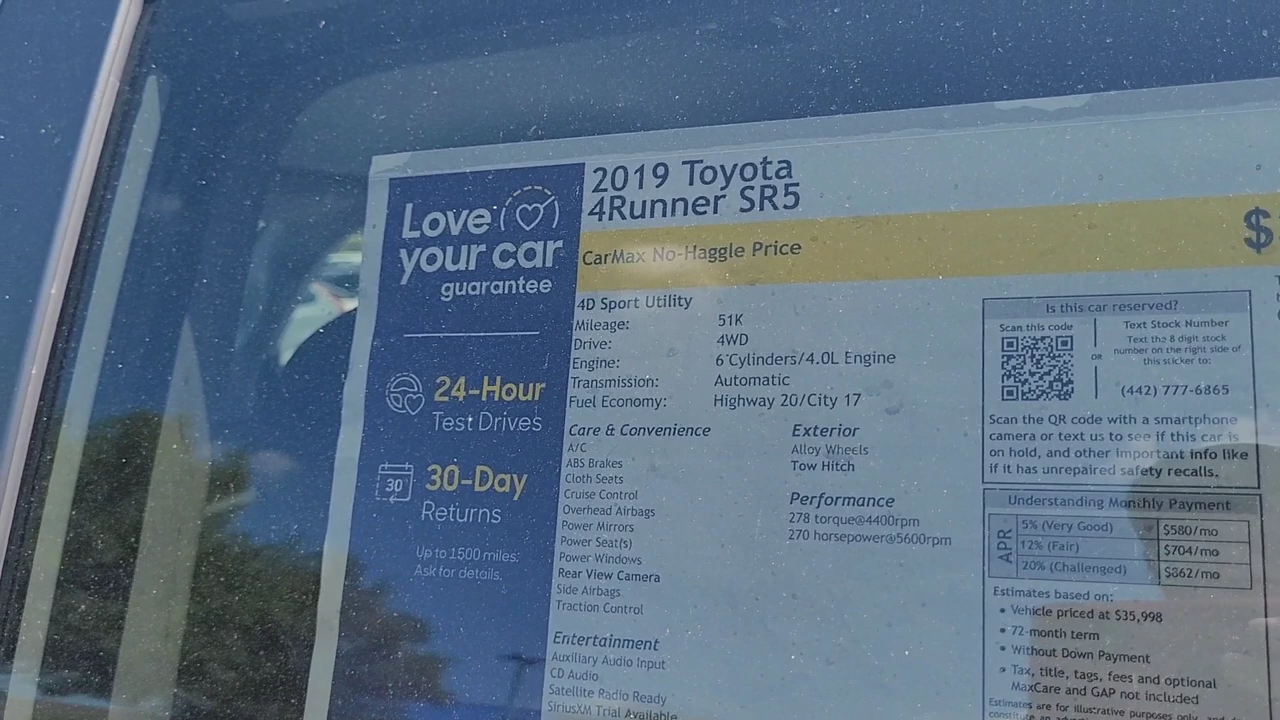 2019 Toyota
4Runner SR5
Love
your car
guarantee
24-Hour
Test Drives
30
30-Day
Returns
Up to 1500 miles.
Ask for details.
CarMax No-Haggle Price
$
4D Sport Utility
Mileage: 51K
Drive: 4WD
Engine: 6 Cylinders/4.0L Engine
Transmission: Automatic
Fuel Economy: Highway 20/City 17
Care & Convenience
A/C
ABS Brakes
Cloth Seats
Cruise Control
Overhead Airbags
Power Mirrors
Power Seat(s)
Power Windows
Rear View Camera
Side Airbags
Traction Control
Entertainment
Auxiliary Audio Input
CD Audio
Satellite Radio Ready
SiriusXM Trial Available
Exterior
Alloy Wheels
Tow Hitch
Performance
278 torque@4400rpm
270 horsepower@5600rpm
Is this car reserved?
Scan this code
OR
Text Stock Number
Text the 8 digit stock
number on the right side of
this sticker to:
(442) 777-6865
Scan the QR code with a smartphone
camera or text us to see if this car is
on hold, and other important info like
if it has unrepaired safety recalls.
Understanding Monthly Payment
APR
5% (Very Good) $580/mo
12% (Fair) $704/mo
20% (Challenged) $862/mo
Estimates based on:
• Vehicle priced at $35,998
• 72-month term
• Without Down Payment
• Tax, title, tags, fees and optional
MaxCare and GAP not included
Estimates are for illustrative purposes only and
constitute an